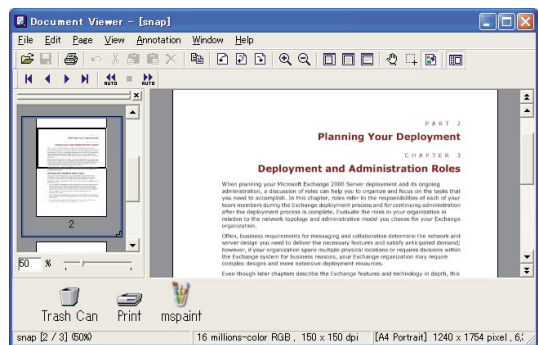 Document Viewer - [snap]
File Edit Page View Annotation Window Help
AUTO AUTO
PART 2
Planning Your Deployment
CHAPTER 3
Deployment and Administration Roles
When planning your Microsoft Exchange 2000 Server deployment and its ongoing
administration, a discussion of roles can help you to organize and focus on the tasks that
you need to accomplish. In this chapter, roles refer to the responsibilities of each of your
team members during the Exchange deployment process and for continuing administration
after the deployment process is complete. Evaluate the roles in your organization in
relation to the network topology and administrative model you choose for your Exchange
organization.
Often, business requirements for messaging and collaboration determine the network and
server design you need to deliver the necessary features and satisfy anticipated demand;
however, if your organization spans multiple physical locations or requires divisions within
the Exchange system for business reasons, your Exchange organization may require
complex designs and more extensive deployment resources.
Even though later chapters describe the Exchange features and technology in depth, this
2
50 %
Trash Can Print mspaint
snap [2 / 3] (50%) 16 millions-color RGB, 150 x 150 dpi [A4 Portrait] 1240 x 1754 pixel, 6,